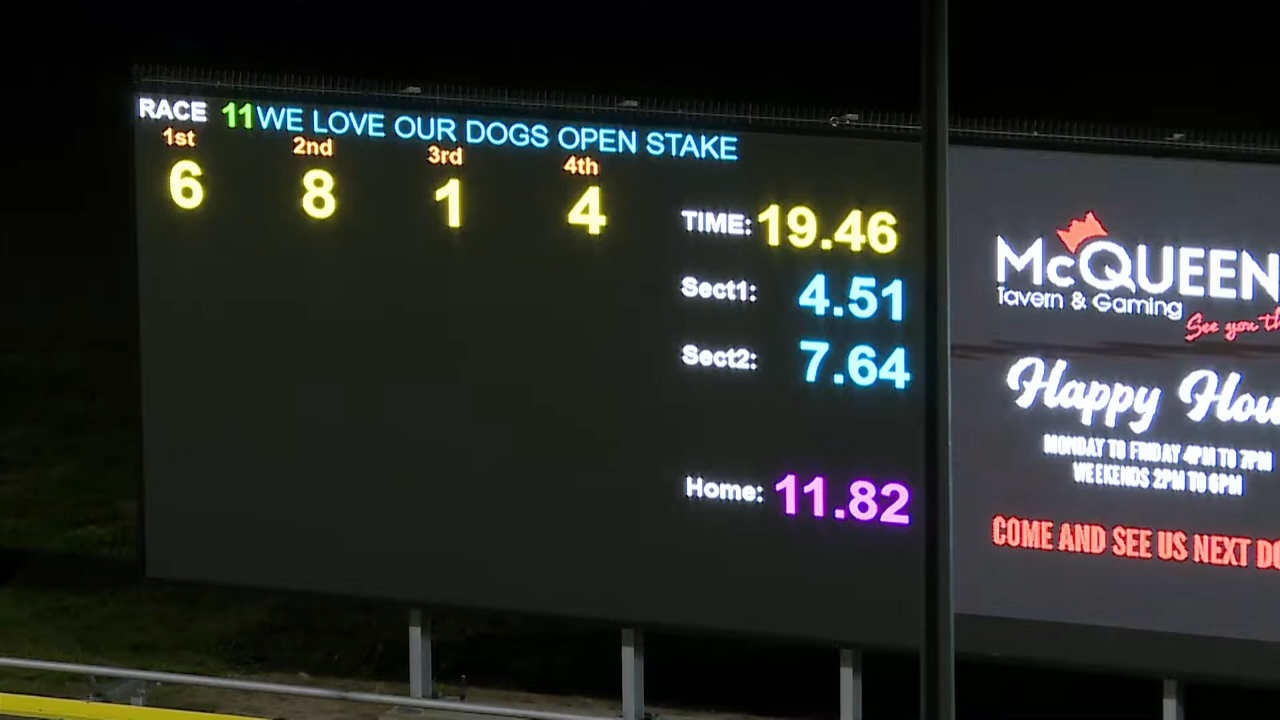 RACE 11 WE LOVE OUR DOGS OPEN STAKE
1st 2nd 3rd 4th
6 8 1 4
TIME: 19.46
Sect1: 4.51
Sect2: 7.64
Home: 11.82
McQUEEN
Tavern & Gaming
See you
Happy
MONDAY TO FRIDAY 4PM TO 7PM
WEEKENDS 2PM TO 6PM
COME AND SEE US NEXT